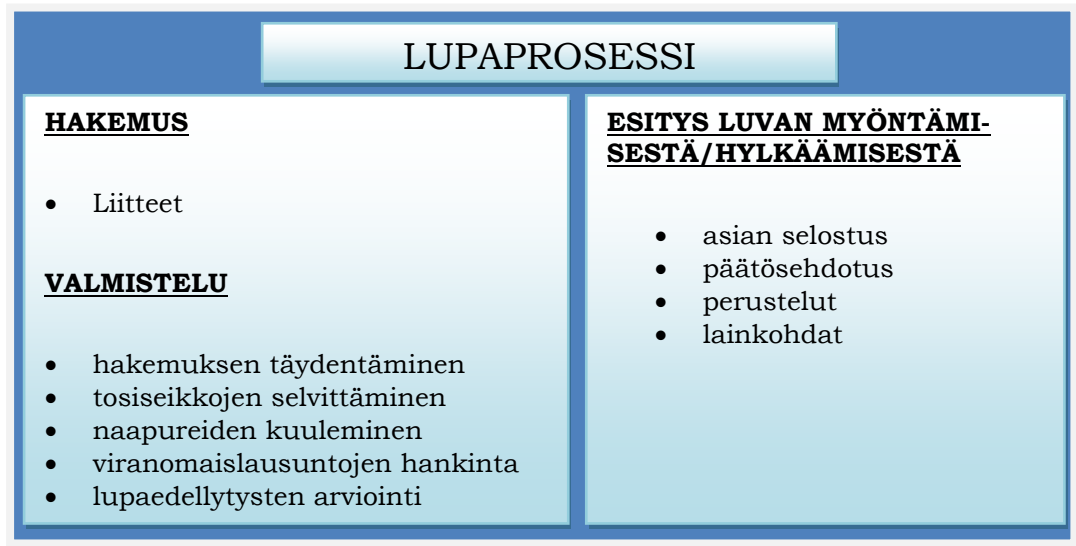 LUPAPROSESSI
HAKEMUS
• Liitteet
VALMISTELU
• hakemuksen täydentäminen
• tosiseikkojen selvittäminen
• naapureiden kuuleminen
• viranomaislausuntojen hankinta
• lupaedellytysten arviointi
ESITYS LUVAN MYÖNTÄMI-
SESTÄ/HYLKÄÄMISESTÄ
• asian selostus
• päätösehdotus
• perustelut
• lainkohdat